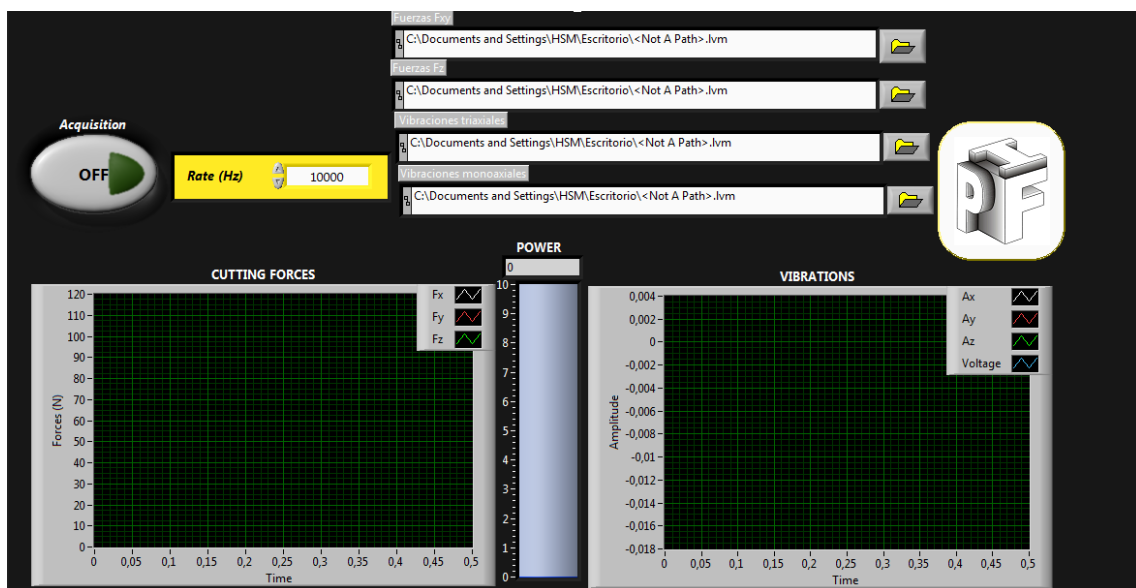 Fuerzas Fxy
C:\Documents and Settings\HSM\Escritorio\<Not A Path>.lvm
Fuerzas Fz
C:\Documents and Settings\HSM\Escritorio\<Not A Path>.lvm
Vibraciones triaxiales
C:\Documents and Settings\HSM\Escritorio\<Not A Path>.lvm
Vibraciones monoaxiales
C:\Documents and Settings\HSM\Escritorio\<Not A Path>.lvm
Acquisition
OFF
Rate (Hz)
10000
PTF
CUTTING FORCES
Fx
Fy
Fz
Forces (N)
120
110
100
90
80
70
60
50
40
30
20
10
0
0 0,05 0,1 0,15 0,2 0,25 0,3 0,35 0,4 0,45 0,5
Time
POWER
0
10
9
8
7
6
5
4
3
2
1
0
VIBRATIONS
Ax
Ay
Az
Voltage
Amplitude
0,004
0,002
0
-0,002
-0,004
-0,006
-0,008
-0,01
-0,012
-0,014
-0,016
-0,018
0 0,05 0,1 0,15 0,2 0,25 0,3 0,35 0,4 0,45 0,5
Time